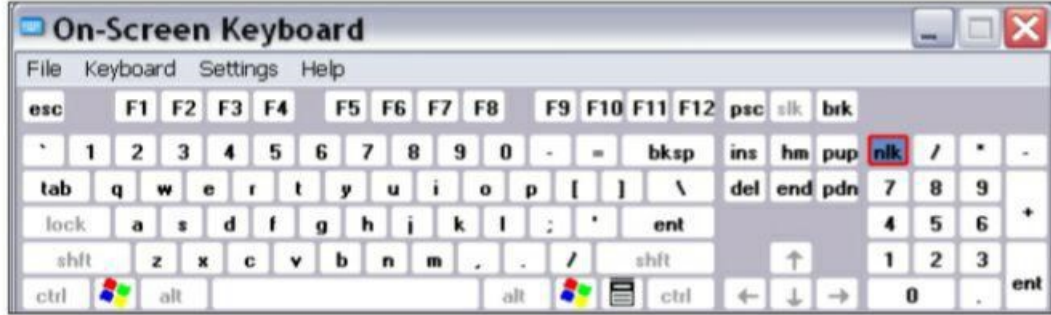 On-Screen Keyboard
File Keyboard Settings Help
esc F1 F2 F3 F4 F5 F6 F7 F8 F9 F10 F11 F12 psc slk brk
` 1 2 3 4 5 6 7 8 9 0 - = bksp ins hm pup nlk / * -
tab q w e r t y u i o p [ ] \ del end pdn 7 8 9 +
lock a s d f g h j k l ; ' ent 4 5 6
shft z x c v b n m , . / shft ↑ 1 2 3 ent
ctrl alt alt ctrl ← ↓ → 0 .